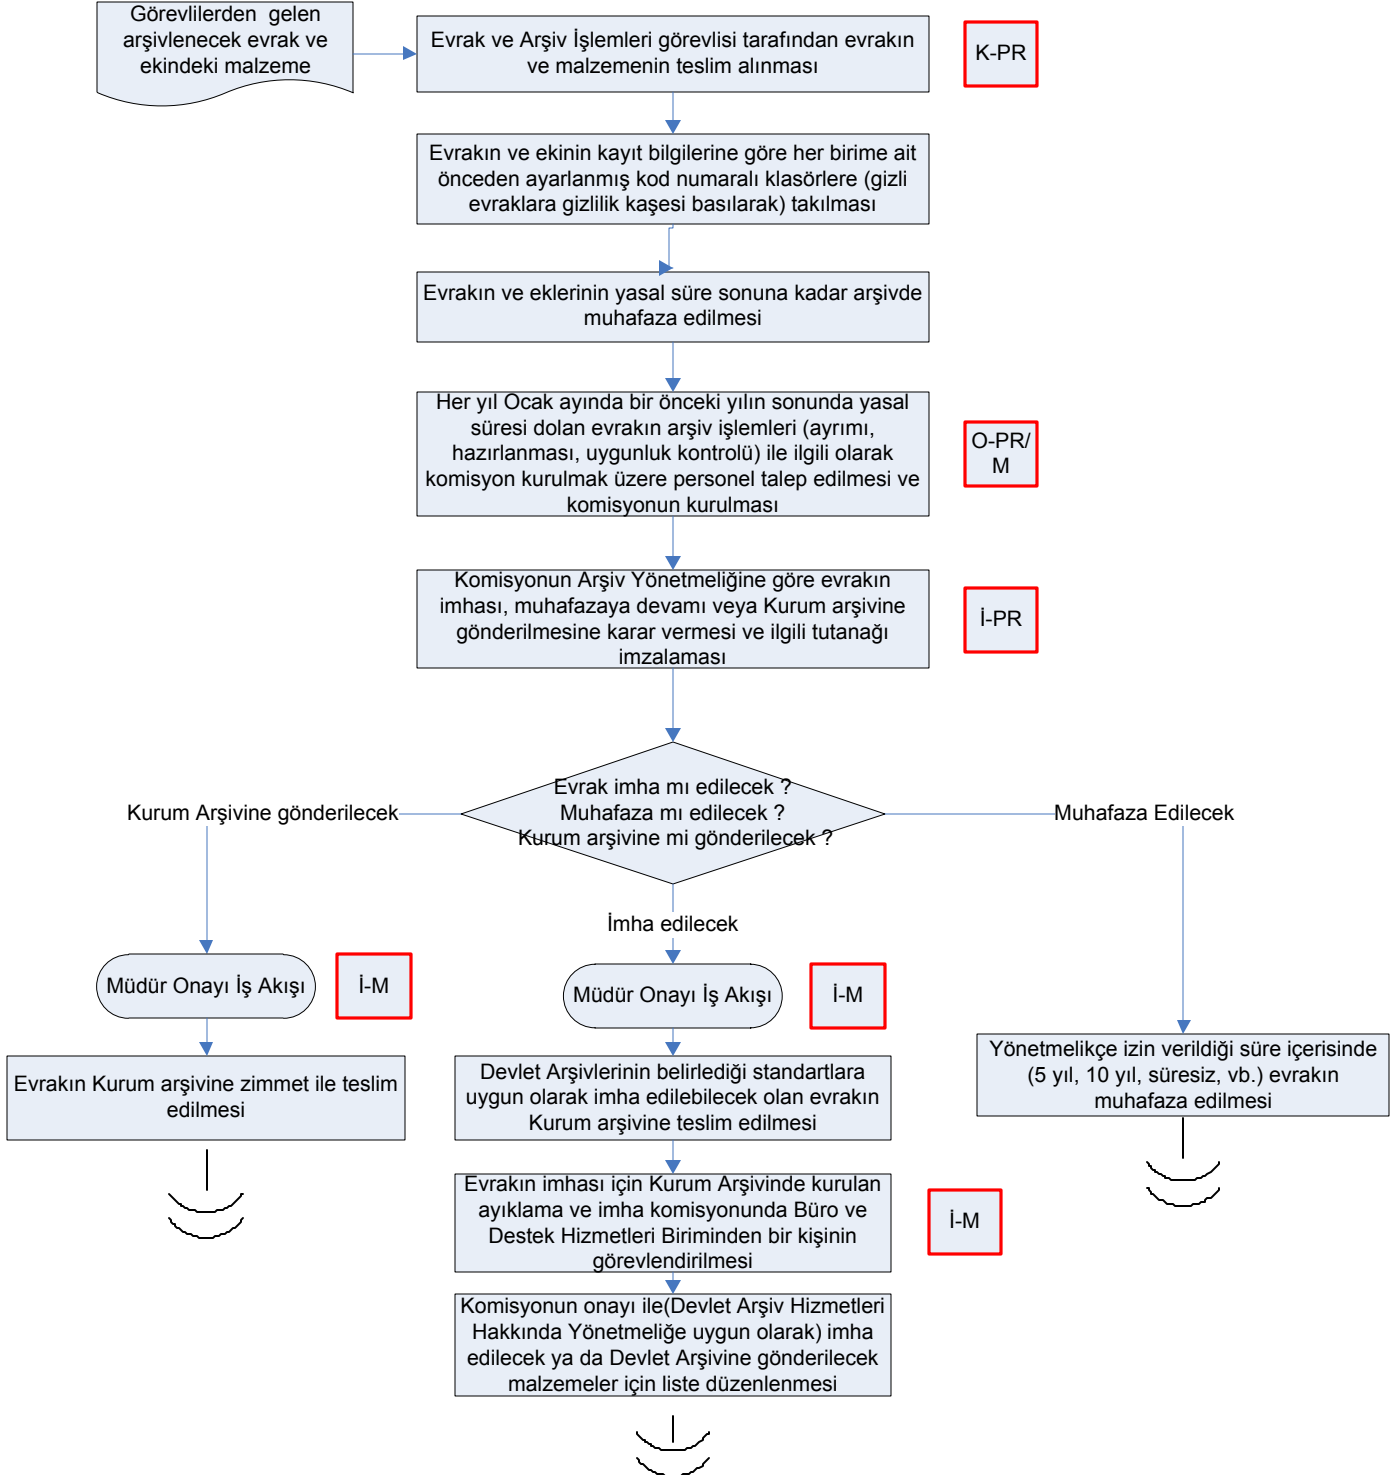 Görevlilerden gelen
arşivlenecek evrak ve
ekindeki malzeme
Evrak ve Arşiv İşlemleri görevlisi tarafından evrakın
ve malzemenin teslim alınması
K-PR
Evrakın ve ekinin kayıt bilgilerine göre her birime ait
önceden ayarlanmış kod numaralı klasörlere (gizli
evraklara gizlilik kaşesi basılarak) takılması
Evrakın ve eklerinin yasal süre sonuna kadar arşivde
muhafaza edilmesi
Her yıl Ocak ayında bir önceki yılın sonunda yasal
süresi dolan evrakın arşiv işlemleri (ayrımı,
hazırlanması, uygunluk kontrolü) ile ilgili olarak
komisyon kurulmak üzere personel talep edilmesi ve
komisyonun kurulması
O-PR/
M
Komisyonun Arşiv Yönetmeliğine göre evrakın
imhası, muhafazaya devamı veya Kurum arşivine
gönderilmesine karar vermesi ve ilgili tutanağı
imzalaması
İ-PR
Evrak imha mı edilecek ?
Muhafaza mı edilecek ?
Kurum arşivine mi gönderilecek ?
Kurum Arşivine gönderilecek
Muhafaza Edilecek
İmha edilecek
Müdür Onayı İş Akışı
İ-M
Müdür Onayı İş Akışı
İ-M
Evrakın Kurum arşivine zimmet ile teslim
edilmesi
Devlet Arşivlerinin belirlediği standartlara
uygun olarak imha edilebilecek olan evrakın
Kurum arşivine teslim edilmesi
Yönetmelikçe izin verildiği süre içerisinde
(5 yıl, 10 yıl, süresiz, vb.) evrakın
muhafaza edilmesi
Evrakın imhası için Kurum Arşivinde kurulan
ayıklama ve imha komisyonunda Büro ve
Destek Hizmetleri Biriminden bir kişinin
görevlendirilmesi
İ-M
Komisyonun onayı ile(Devlet Arşiv Hizmetleri
Hakkında Yönetmeliğe uygun olarak) imha
edilecek ya da Devlet Arşivine gönderilecek
malzemeler için liste düzenlenmesi